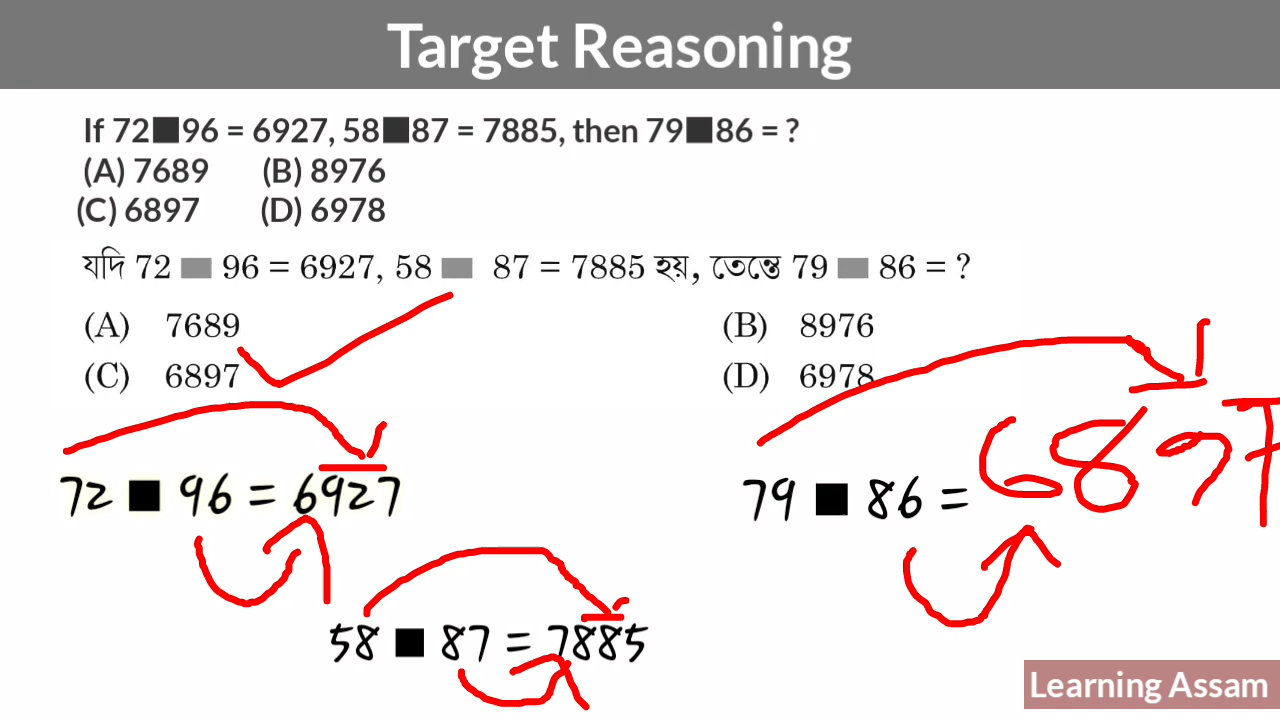 Target Reasoning
If 72■96 = 6927, 58■87 = 7885, then 79■86 = ?
(A) 7689 (B) 8976
(C) 6897 (D) 6978
যদি 72 ■ 96 = 6927, 58 ■ 87 = 7885 হয়, তেন্তে 79 ■ 86 = ?
(A) 7689 (B) 8976
(C) 6897 (D) 6978
72 ■ 96 = 6927
79 ■ 86 = 6897
58 ■ 87 = 7885
Learning Assam